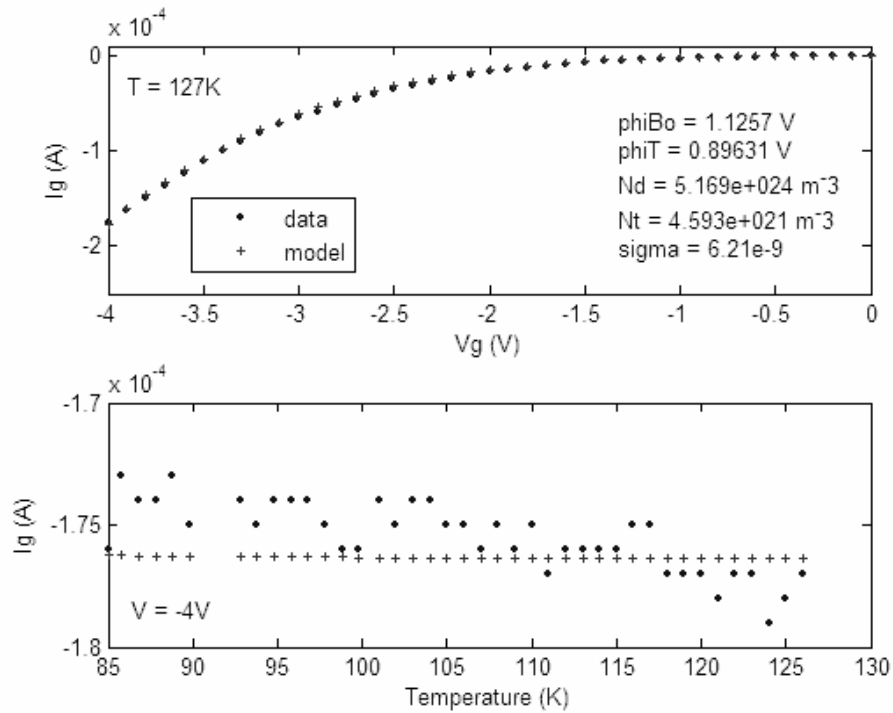 x 10-4
0
-1
-2
Ig (A)
T = 127K
phiBo = 1.1257 V
phiT = 0.89631 V
Nd = 5.169e+024 m-3
Nt = 4.593e+021 m-3
sigma = 6.21e-9
data
model
-4 -3.5 -3 -2.5 -2 -1.5 -1 -0.5 0
Vg (V)
x 10-4
-1.7
-1.75
-1.8
Ig (A)
V = -4V
85 90 95 100 105 110 115 120 125 130
Temperature (K)